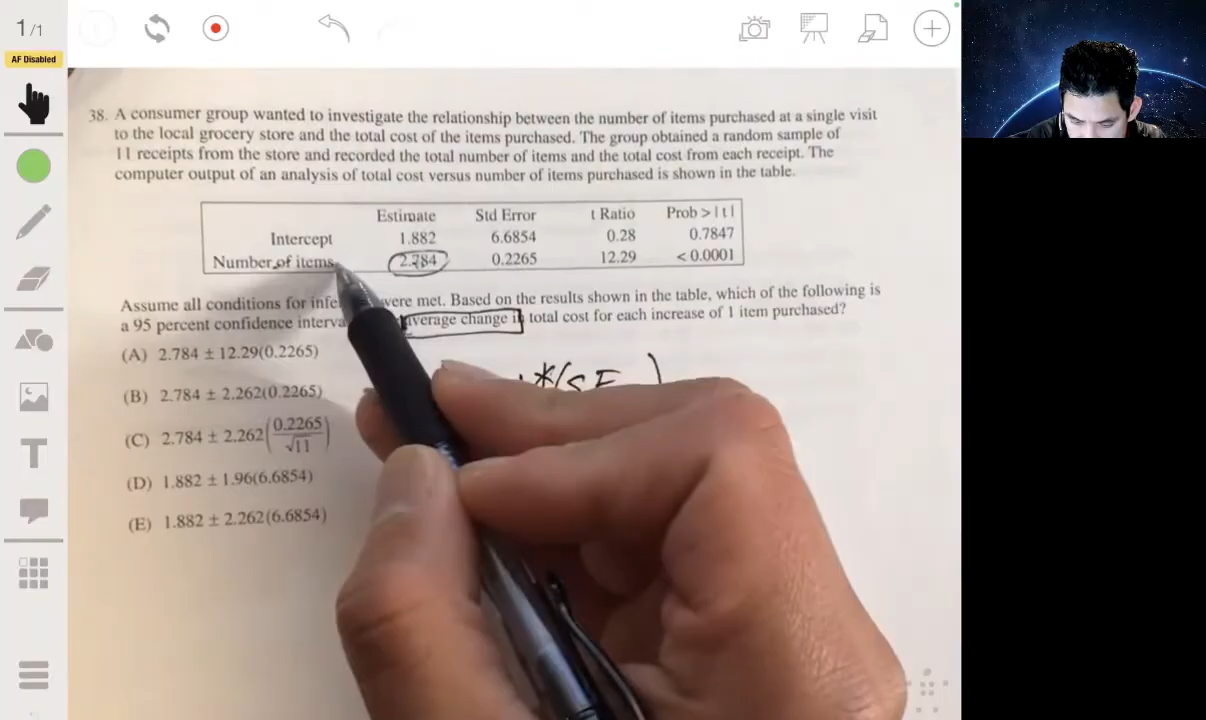 1/1
AF Disabled
38. A consumer group wanted to investigate the relationship between the number of items purchased at a single visit
to the local grocery store and the total cost of the items purchased. The group obtained a random sample of
11 receipts from the store and recorded the total number of items and the total cost from each receipt. The
computer output of an analysis of total cost versus number of items purchased is shown in the table.
Estimate Std Error t Ratio Prob > |t|
Intercept 1.882 6.6854 0.28 0.7847
Number of items 2.784 0.2265 12.29 < 0.0001
Assume all conditions for infe were met. Based on the results shown in the table, which of the following is
a 95 percent confidence interva average change in total cost for each increase of 1 item purchased?
(A) 2.784 ± 12.29(0.2265)
(B) 2.784 ± 2.262(0.2265)
(C) 2.784 ± 2.262(0.2265/√11)
(D) 1.882 ± 1.96(6.6854)
(E) 1.882 ± 2.262(6.6854)
*(SE )
T